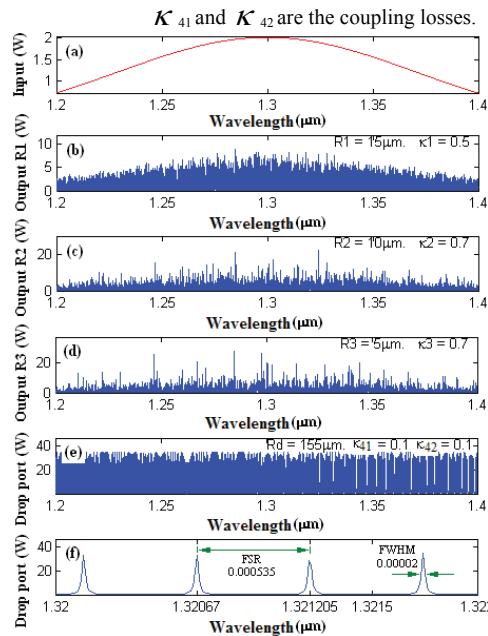 κ 41 and κ 42 are the coupling losses.
Input (W)
2
1.5
1
(a)
1.2 1.25 1.3 1.35 1.4
Wavelength(μm)
Output R1 (W)
10
5
0
(b)
R1 = 15μm. κ1 = 0.5
1.2 1.25 1.3 1.35 1.4
Wavelength(μm)
Output R2 (W)
20
0
(c)
R2 = 10μm. κ2 = 0.7
1.2 1.25 1.3 1.35 1.4
Wavelength(μm)
Output R3 (W)
20
0
(d)
R3 = 5μm. κ3 = 0.7
1.2 1.25 1.3 1.35 1.4
Wavelength(μm)
Drop port (W)
40
20
(e)
Rd = 155μm. κ41 = 0.1 κ42 = 0.1
1.2 1.25 1.3 1.35 1.4
Wavelength(μm)
Drop port (W)
40
20
(f)
FSR
0.000535
FWHM
0.00002
1.32 1.32067 1.321205 1.3215 1.322
Wavelength(μm)